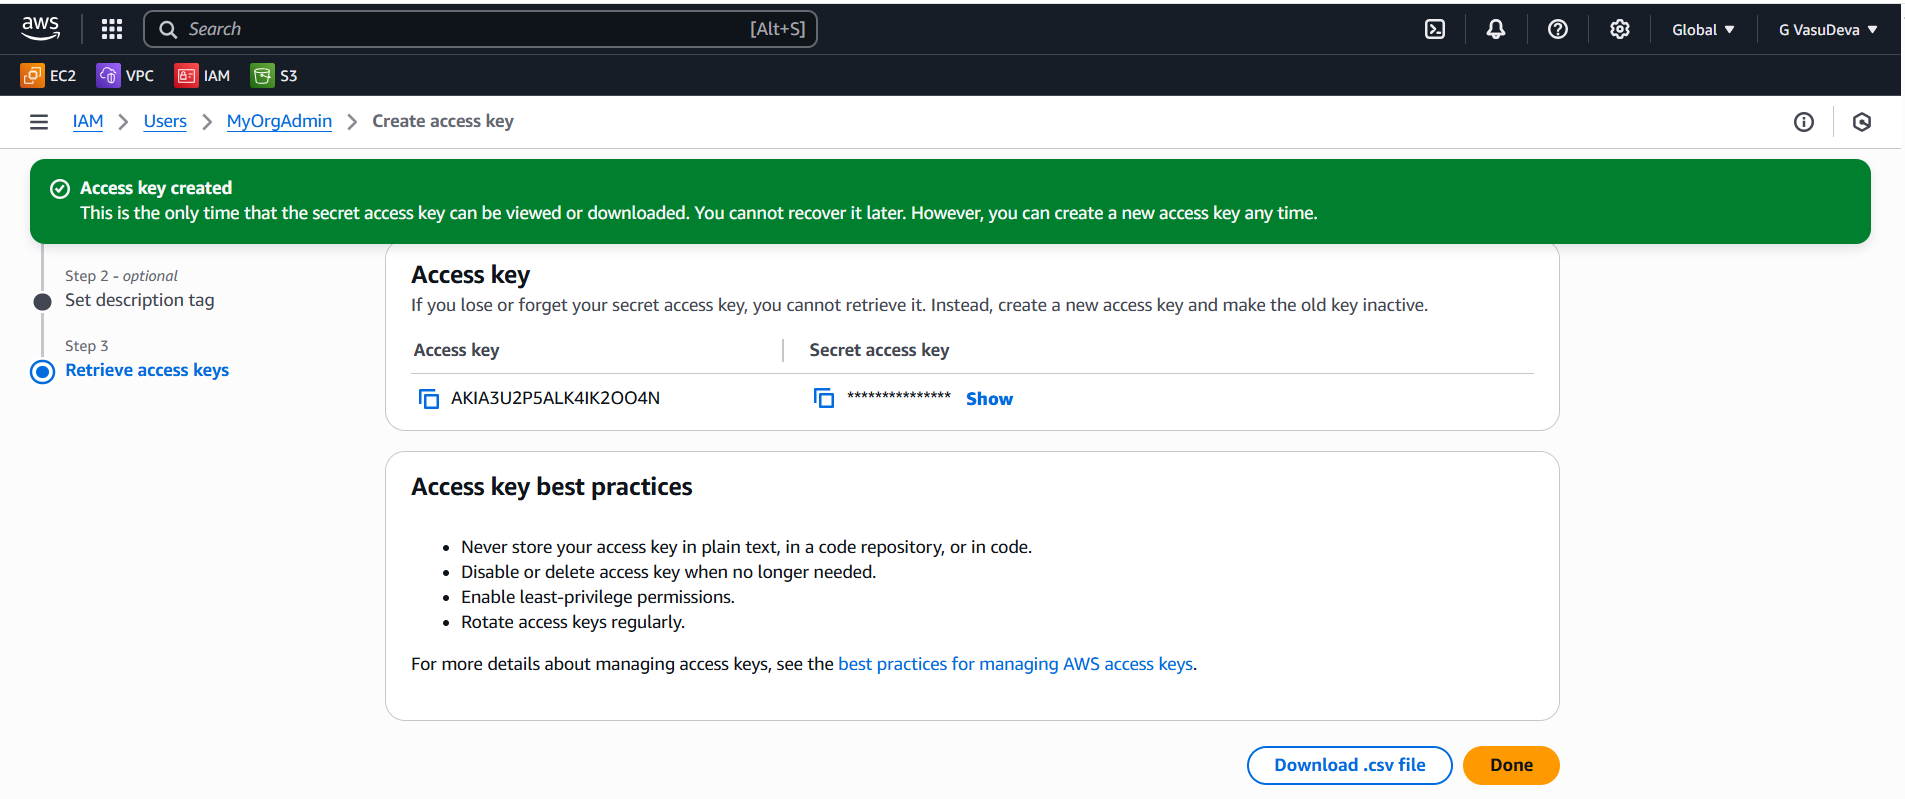 aws
Search [Alt+S]
Global
G VasuDeva
EC2 VPC IAM S3
IAM Users MyOrgAdmin Create access key
Access key created
This is the only time that the secret access key can be viewed or downloaded. You cannot recover it later. However, you can create a new access key any time.
Step 2 - optional
Set description tag
Step 3
Retrieve access keys
Access key
If you lose or forget your secret access key, you cannot retrieve it. Instead, create a new access key and make the old key inactive.
Access key Secret access key
AKIA3U2P5ALK4IK2OO4N *************** Show
Access key best practices
• Never store your access key in plain text, in a code repository, or in code.
• Disable or delete access key when no longer needed.
• Enable least-privilege permissions.
• Rotate access keys regularly.
For more details about managing access keys, see the best practices for managing AWS access keys.
Download .csv file Done